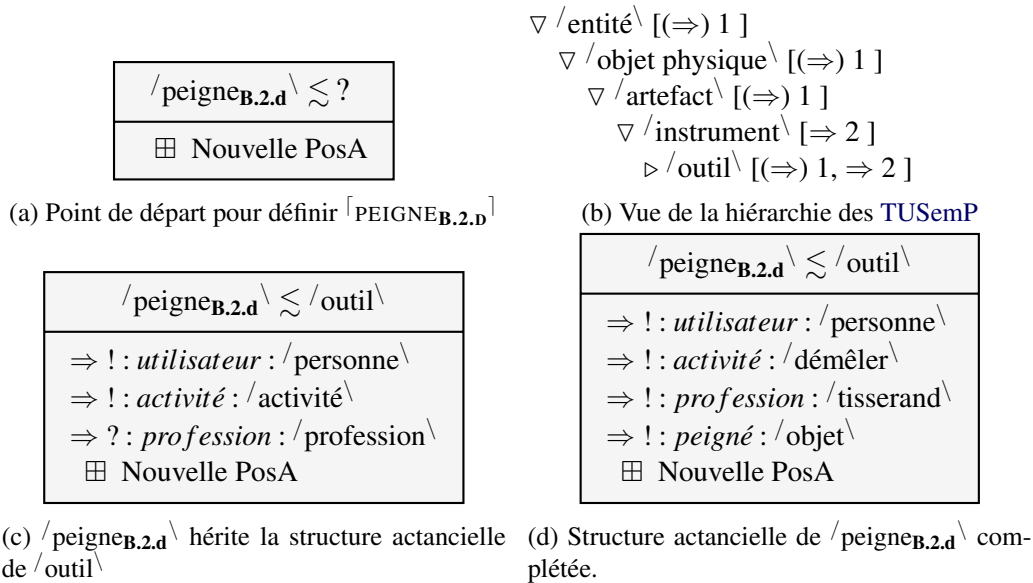 /peigneB.2.d\ ≲ ?
⊞ Nouvelle PosA
(a) Point de départ pour définir ⌈PEIGNEB.2.D⌉
▽ /entité\ [(⇒) 1 ]
▽ /objet physique\ [(⇒) 1 ]
▽ /artefact\ [(⇒) 1 ]
▽ /instrument\ [⇒ 2 ]
▷ /outil\ [(⇒) 1, ⇒ 2 ]
(b) Vue de la hiérarchie des TUSemP
/peigneB.2.d\ ≲ /outil\
⇒ ! : utilisateur : /personne\
⇒ ! : activité : /activité\
⇒ ? : profession : /profession\
⊞ Nouvelle PosA
(c) /peigneB.2.d\ hérite la structure actancielle
de /outil\
/peigneB.2.d\ ≲ /outil\
⇒ ! : utilisateur : /personne\
⇒ ! : activité : /démêler\
⇒ ! : profession : /tisserand\
⇒ ! : peigné : /objet\
⊞ Nouvelle PosA
(d) Structure actancielle de /peigneB.2.d\ com-
plétée.